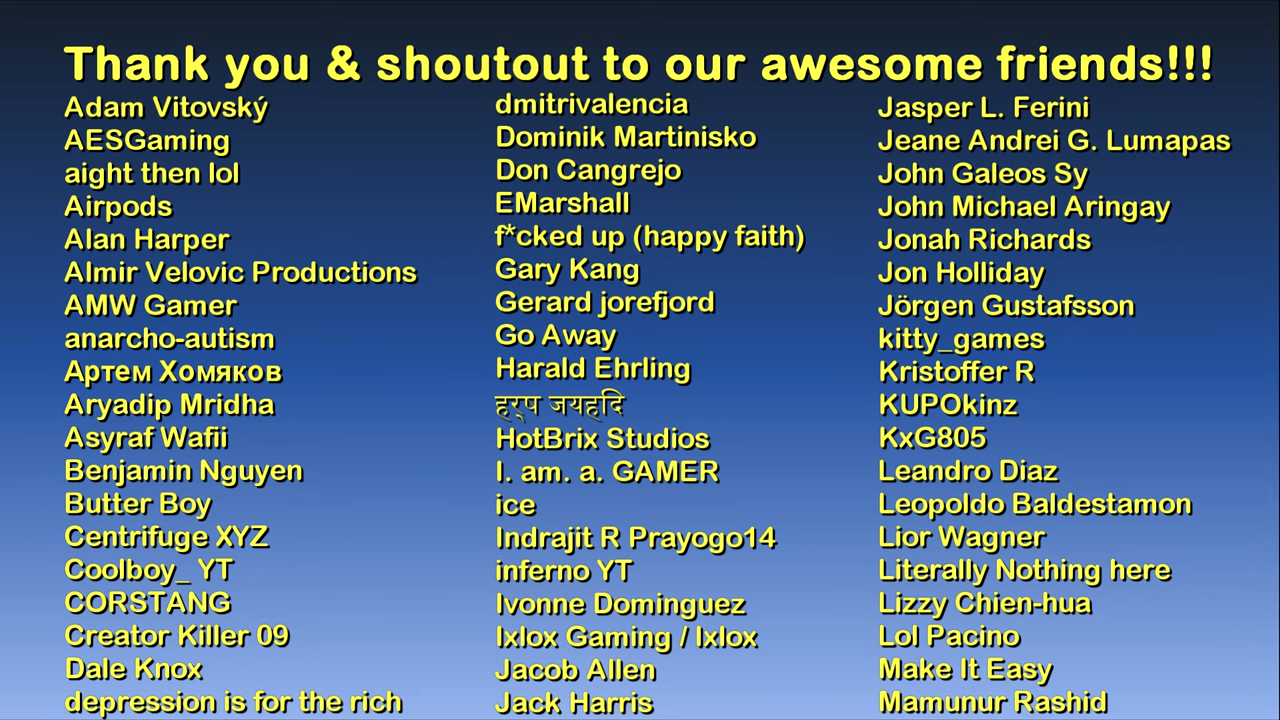 Thank you & shoutout to our awesome friends!!!
Adam Vitovský
AESGaming
aight then lol
Airpods
Alan Harper
Almir Velovic Productions
AMW Gamer
anarcho-autism
Артем Хомяков
Aryadip Mridha
Asyraf Wafii
Benjamin Nguyen
Butter Boy
Centrifuge XYZ
Coolboy_ YT
CORSTANG
Creator Killer 09
Dale Knox
depression is for the rich
dmitrivalencia
Dominik Martinisko
Don Cangrejo
EMarshall
f*cked up (happy faith)
Gary Kang
Gerard jorefjord
Go Away
Harald Ehrling
हर्प जयहदि
HotBrix Studios
I. am. a. GAMER
ice
Indrajit R Prayogo14
inferno YT
Ivonne Dominguez
Ixlox Gaming / Ixlox
Jacob Allen
Jack Harris
Jasper L. Ferini
Jeane Andrei G. Lumapas
John Galeos Sy
John Michael Aringay
Jonah Richards
Jon Holliday
Jörgen Gustafsson
kitty_games
Kristoffer R
KUPOkinz
KxG805
Leandro Diaz
Leopoldo Baldestamon
Lior Wagner
Literally Nothing here
Lizzy Chien-hua
Lol Pacino
Make It Easy
Mamunur Rashid